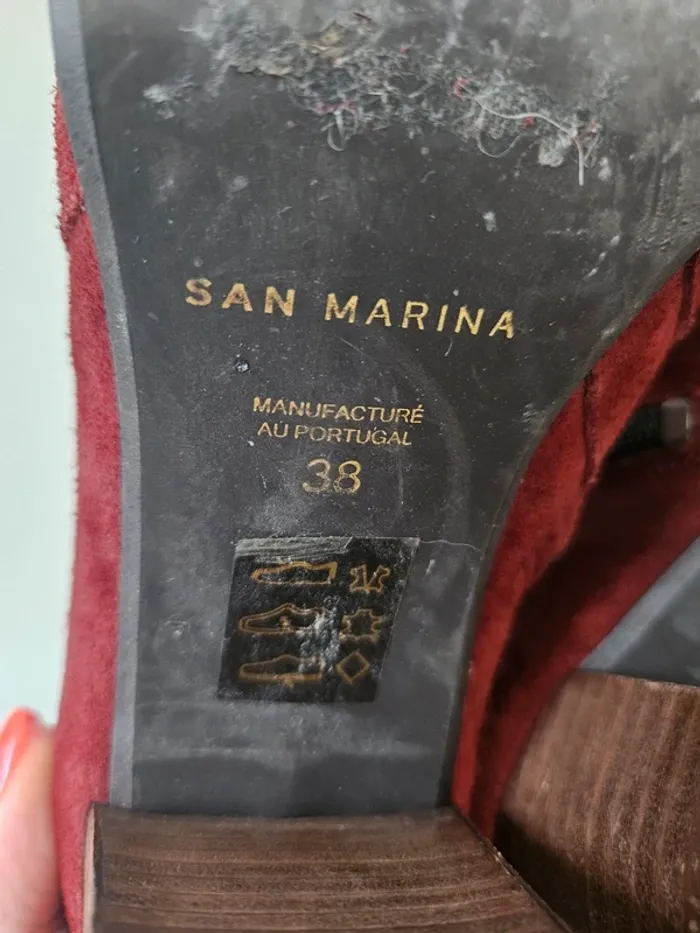 SAN MARINA
MANUFACTURÉ
AU PORTUGAL
38